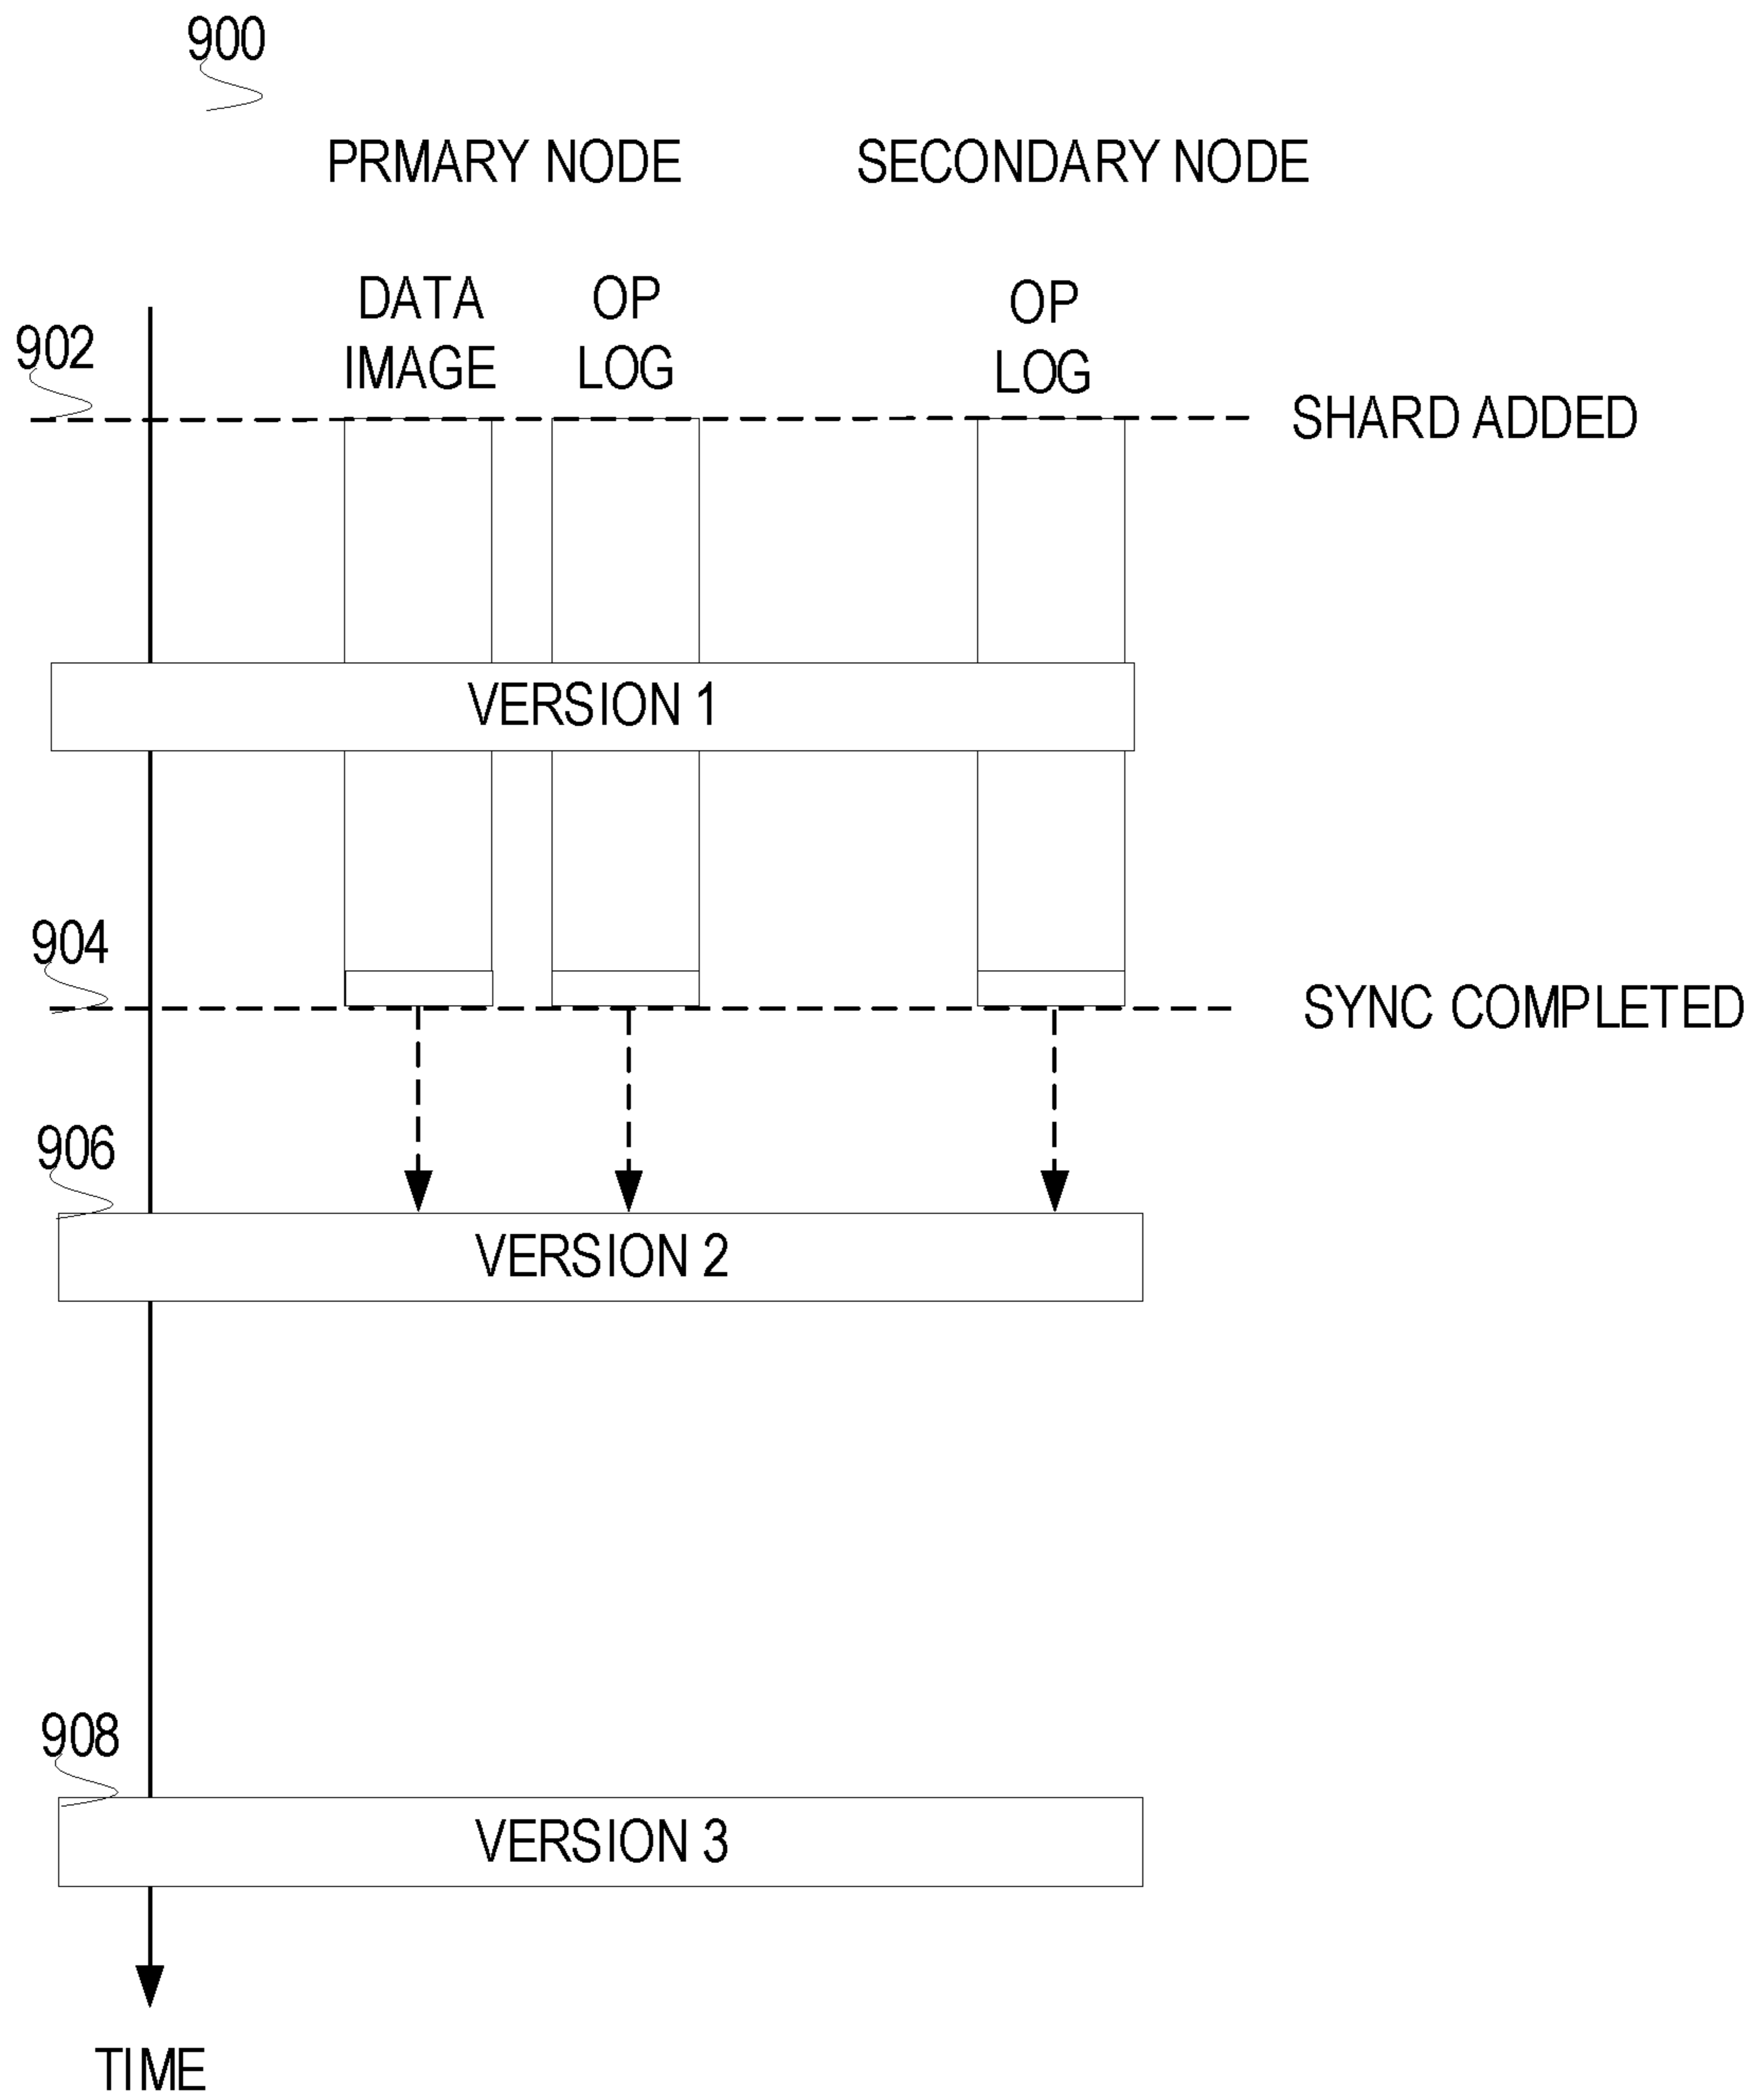 900
PRMARY NODE
SECONDARY NODE
DATA
IMAGE
OP
LOG
OP
LOG
902
SHARD ADDED
VERSION 1
904
SYNC COMPLETED
906
VERSION 2
908
VERSION 3
TIME